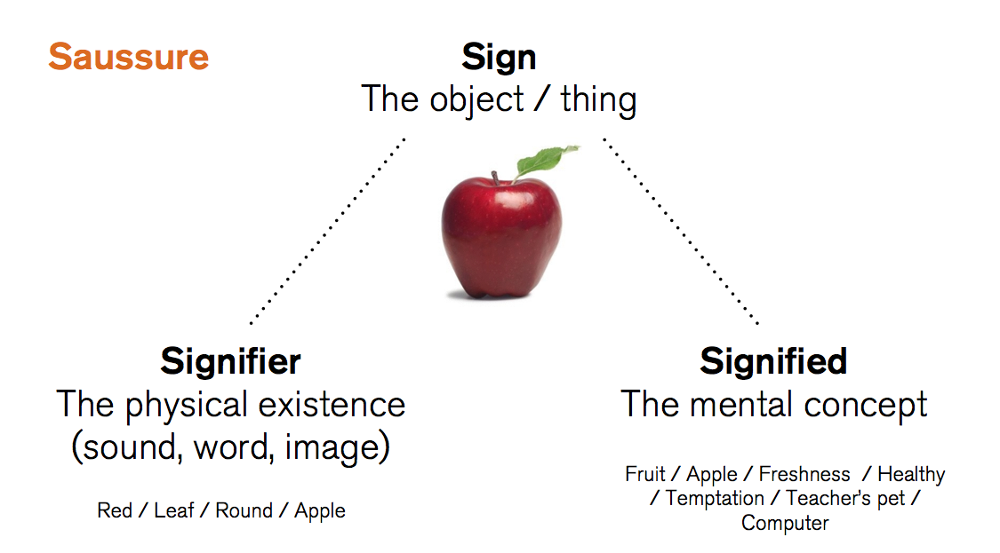 Saussure
Sign
The object / thing
Signifier
The physical existence
(sound, word, image)
Red / Leaf / Round / Apple
Signified
The mental concept
Fruit / Apple / Freshness / Healthy
/ Temptation / Teacher's pet /
Computer